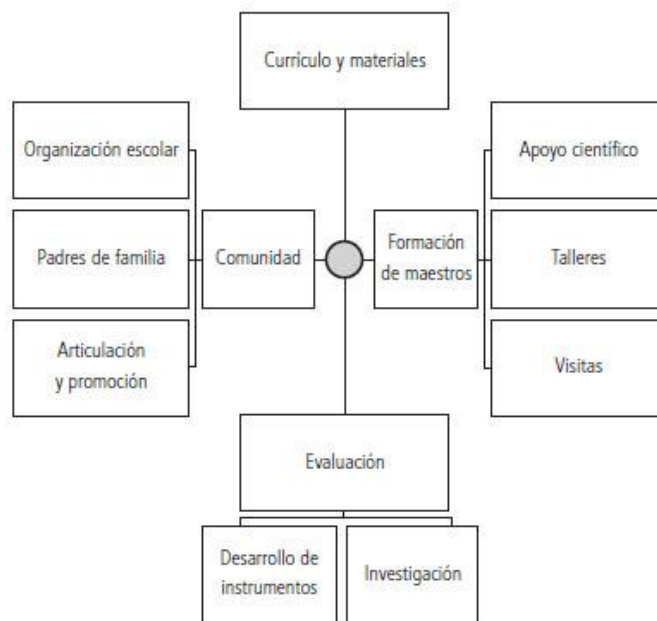 Currículo y materiales
Organización escolar
Apoyo científico
Padres de familia
Comunidad
Formación
de maestros
Talleres
Articulación
y promoción
Visitas
Evaluación
Desarrollo de
instrumentos
Investigación